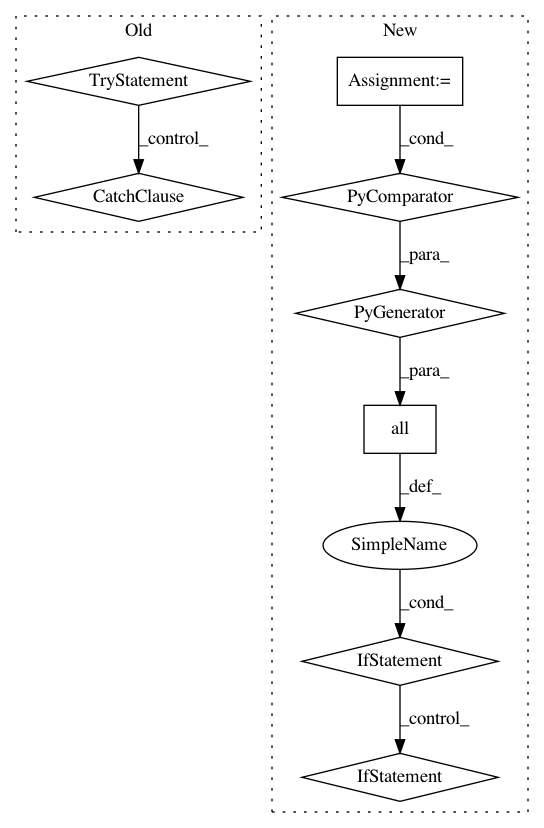 Old
TryStatement
_control_
CatchClause
New
Assignment:=
_cond_
PyComparator
_para_
PyGenerator
_para_
all
_def_
SimpleName
_cond_
IfStatement
_control_
IfStatement